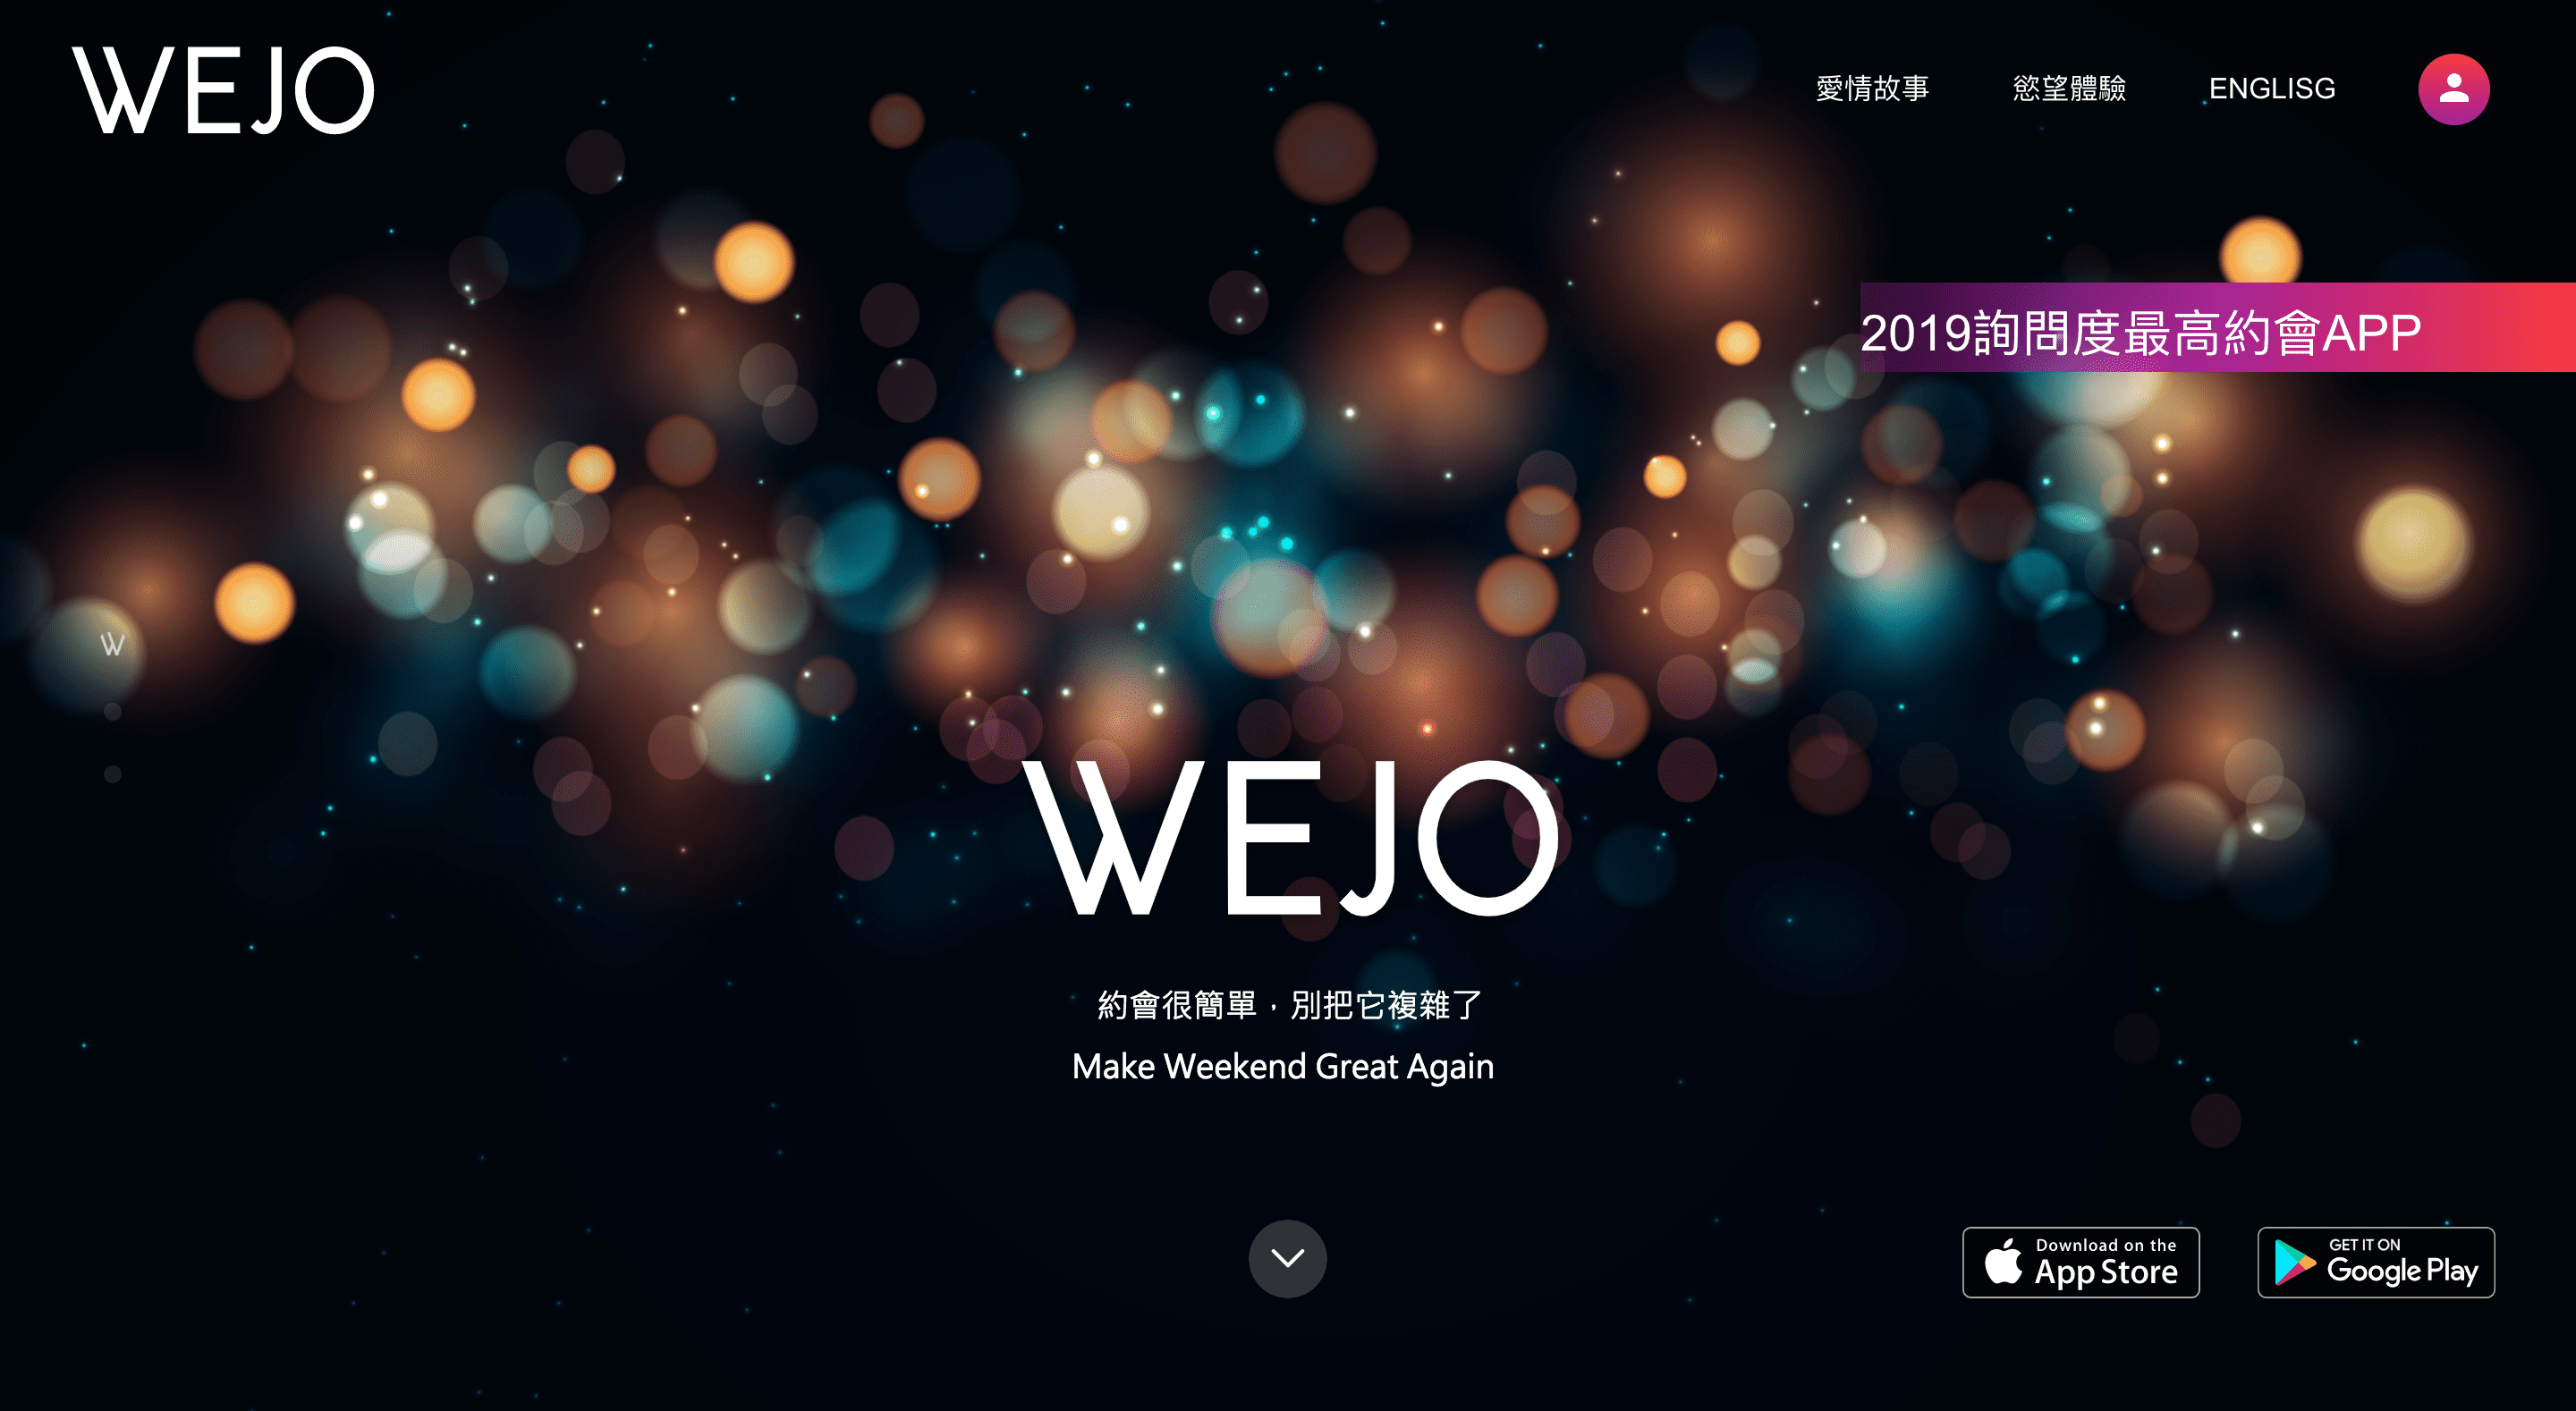 WEJO
愛情故事
慾望體驗
ENGLISG
2019詢問度最高約會APP
W
WEJO
約會很簡單，別把它複雜了
Make Weekend Great Again
Download on the
App Store
GET IT ON
Google Play